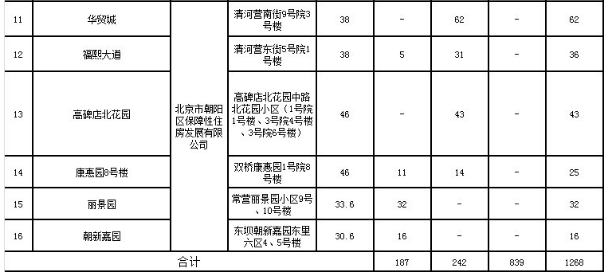 11 华贸城 清河营南街9号院3号楼 38 - 62 - 62
12 福熙大道 清河营东街5号院1号楼 38 5 31 - 36
13 高碑店北花园 北京市朝阳区保障性住房发展有限公司 高碑店北花园中路北花园小区（1号院1号楼、3号院4号楼、3号院6号楼） 46 - 43 - 43
14 康惠园8号楼 双桥康惠园1号院8号楼 46 11 14 - 25
15 丽景园 常营丽景园小区9号、10号楼 33.6 32 - - 32
16 朝新嘉园 东坝朝新嘉园东里六区4、5号楼 30.6 16 - - 16
合计 187 242 839 1268